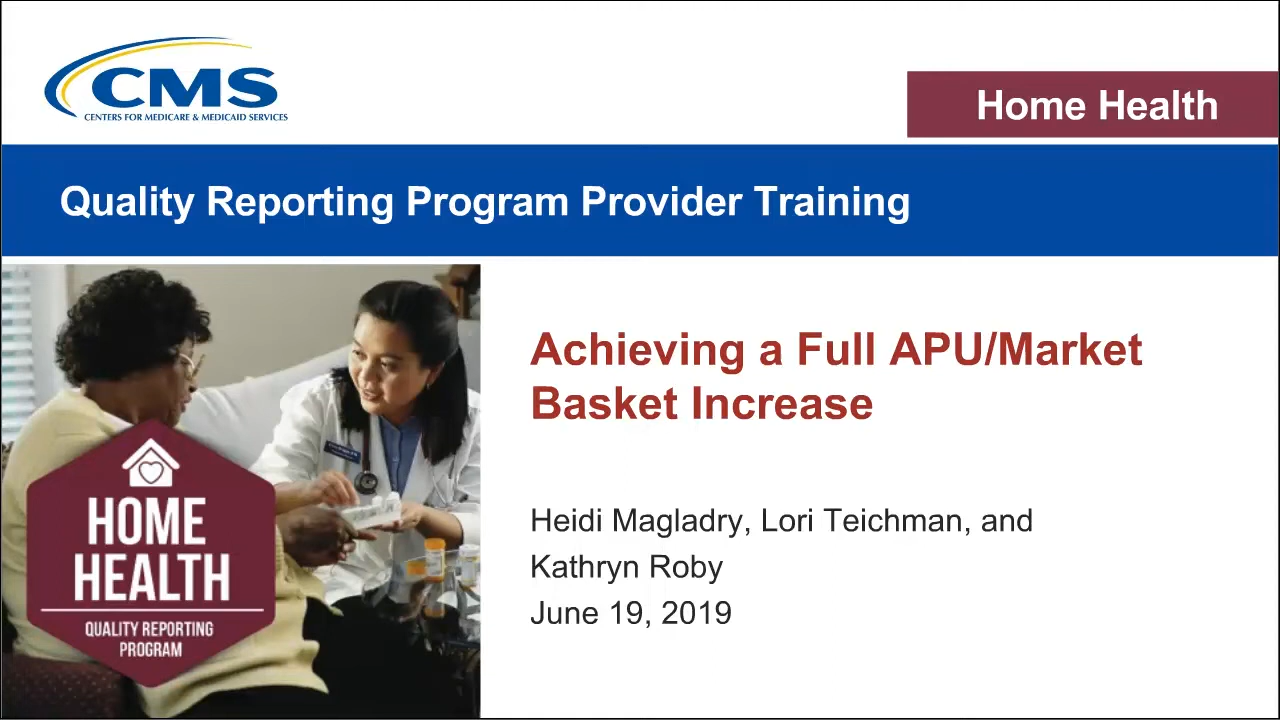 CMS
CENTERS FOR MEDICARE & MEDICAID SERVICES
Home Health
Quality Reporting Program Provider Training
Achieving a Full APU/Market
Basket Increase
Heidi Magladry, Lori Teichman, and
Kathryn Roby
June 19, 2019
HOME
HEALTH
QUALITY REPORTING
PROGRAM